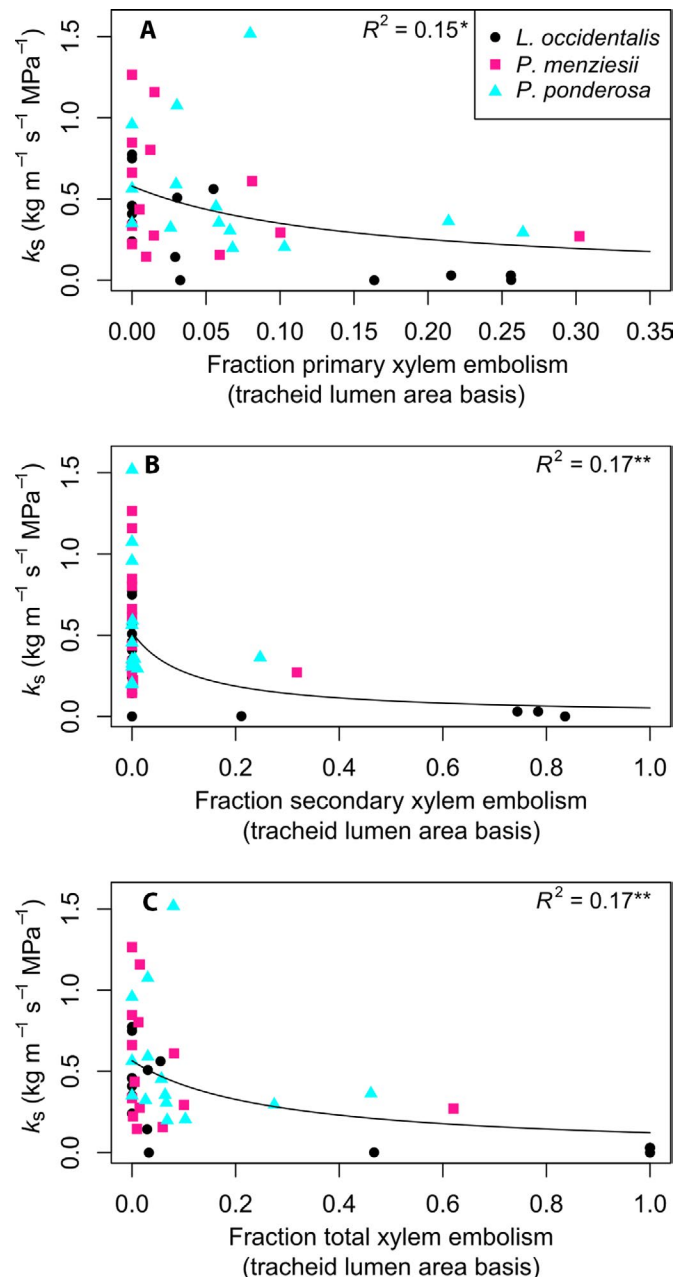 A
R² = 0.15*
L. occidentalis
P. menziesii
P. ponderosa
kS (kg m⁻¹ s⁻¹ MPa⁻¹)
1.5
1.0
0.5
0.0
0.00 0.05 0.10 0.15 0.20 0.25 0.30 0.35
Fraction primary xylem embolism
(tracheid lumen area basis)
B
R² = 0.17**
ks (kg m⁻¹ s⁻¹ MPa⁻¹)
1.5
1.0
0.5
0.0
0.0 0.2 0.4 0.6 0.8 1.0
Fraction secondary xylem embolism
(tracheid lumen area basis)
C
R² = 0.17**
ks (kg m⁻¹ s⁻¹ MPa⁻¹)
1.5
1.0
0.5
0.0
0.0 0.2 0.4 0.6 0.8 1.0
Fraction total xylem embolism
(tracheid lumen area basis)